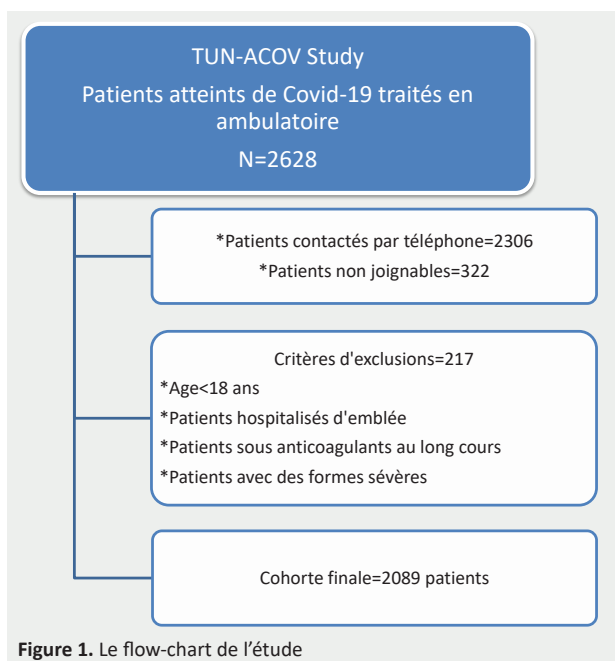 TUN-ACOV Study
Patients atteints de Covid-19 traités en
ambulatoire
N=2628
*Patients contactés par téléphone=2306
*Patients non joignables=322
Critères d'exclusions=217
*Age<18 ans
*Patients hospitalisés d'emblée
*Patients sous anticoagulants au long cours
*Patients avec des formes sévères
Cohorte finale=2089 patients
Figure 1. Le flow-chart de l’étude